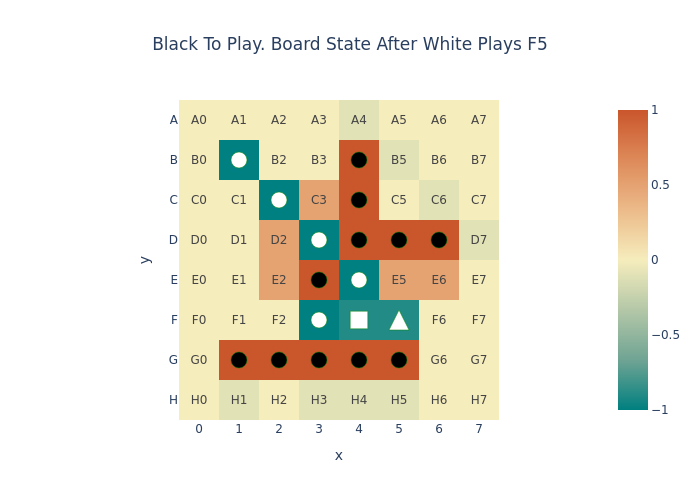 Black To Play. Board State After White Plays F5
A A0 A1 A2 A3 A4 A5 A6 A7
B B0 B2 B3 B5 B6 B7
C C0 C1 C3 C5 C6 C7
D D0 D1 D2 D7
E E0 E1 E2 E5 E6 E7
F F0 F1 F2 F6 F7
G G0 G6 G7
H H0 H1 H2 H3 H4 H5 H6 H7
0 1 2 3 4 5 6 7
x
y
1
0.5
0
−0.5
−1